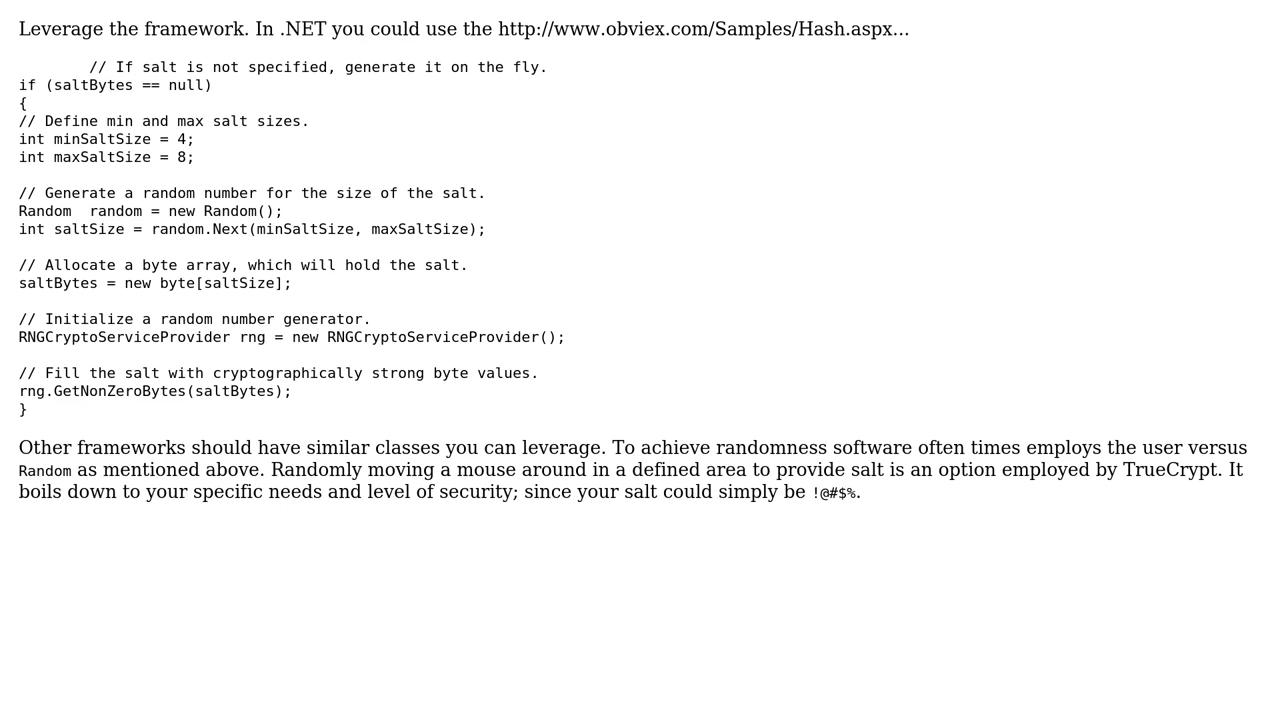 Leverage the framework. In .NET you could use the http://www.obviex.com/Samples/Hash.aspx...
        // If salt is not specified, generate it on the fly.
if (saltBytes == null)
{
// Define min and max salt sizes.
int minSaltSize = 4;
int maxSaltSize = 8;

// Generate a random number for the size of the salt.
Random  random = new Random();
int saltSize = random.Next(minSaltSize, maxSaltSize);

// Allocate a byte array, which will hold the salt.
saltBytes = new byte[saltSize];

// Initialize a random number generator.
RNGCryptoServiceProvider rng = new RNGCryptoServiceProvider();

// Fill the salt with cryptographically strong byte values.
rng.GetNonZeroBytes(saltBytes);
}
Other frameworks should have similar classes you can leverage. To achieve randomness software often times employs the user versus
Random as mentioned above. Randomly moving a mouse around in a defined area to provide salt is an option employed by TrueCrypt. It
boils down to your specific needs and level of security; since your salt could simply be !@#$%.